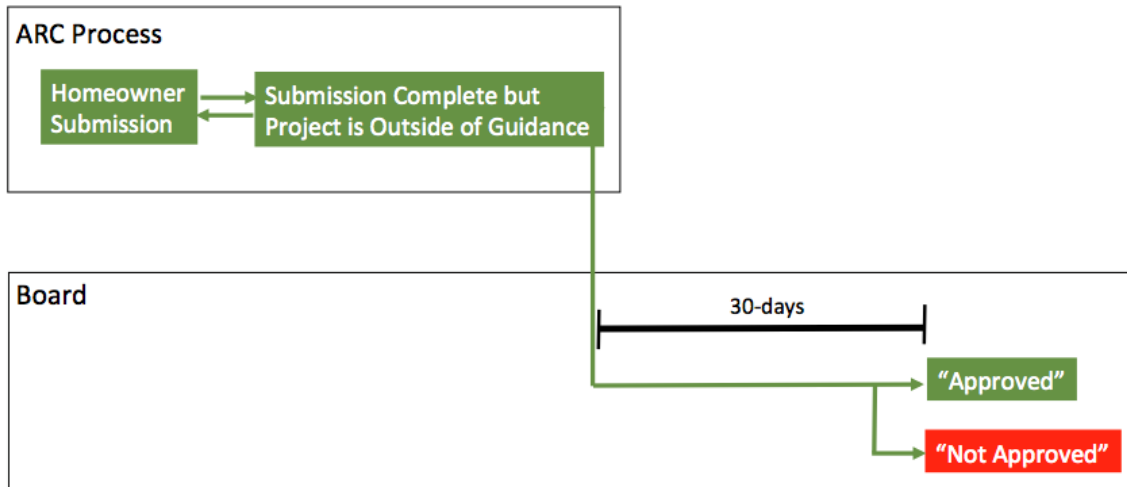 ARC Process
Homeowner
Submission
Submission Complete but
Project is Outside of Guidance
Board
30-days
“Approved”
“Not Approved”